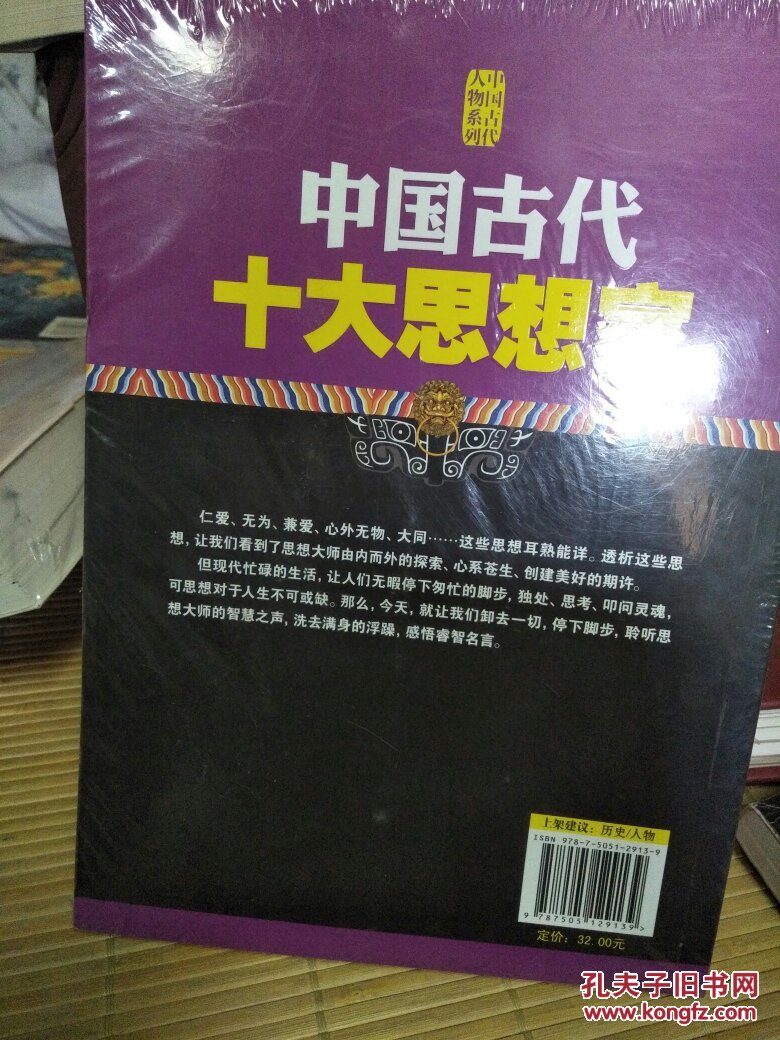 中国古代
人物系列
中国古代
十大思想家
仁爱、无为、兼爱、心外无物、大同……这些思想耳熟能详。透析这些思
想，让我们看到了思想大师由内而外的探索、心系苍生、创建美好的期许。
但现代忙碌的生活，让人们无暇停下匆忙的脚步，独处、思考、叩问灵魂，
可思想对于人生不可或缺。那么，今天，就让我们卸去一切，停下脚步，聆听思
想大师的智慧之声，洗去满身的浮躁，感悟睿智名言。
上架建议：历史/人物
ISBN 978-7-5051-2913-9
9 787505 129139>
定价：32.00元
孔夫子旧书网
www.kongfz.com